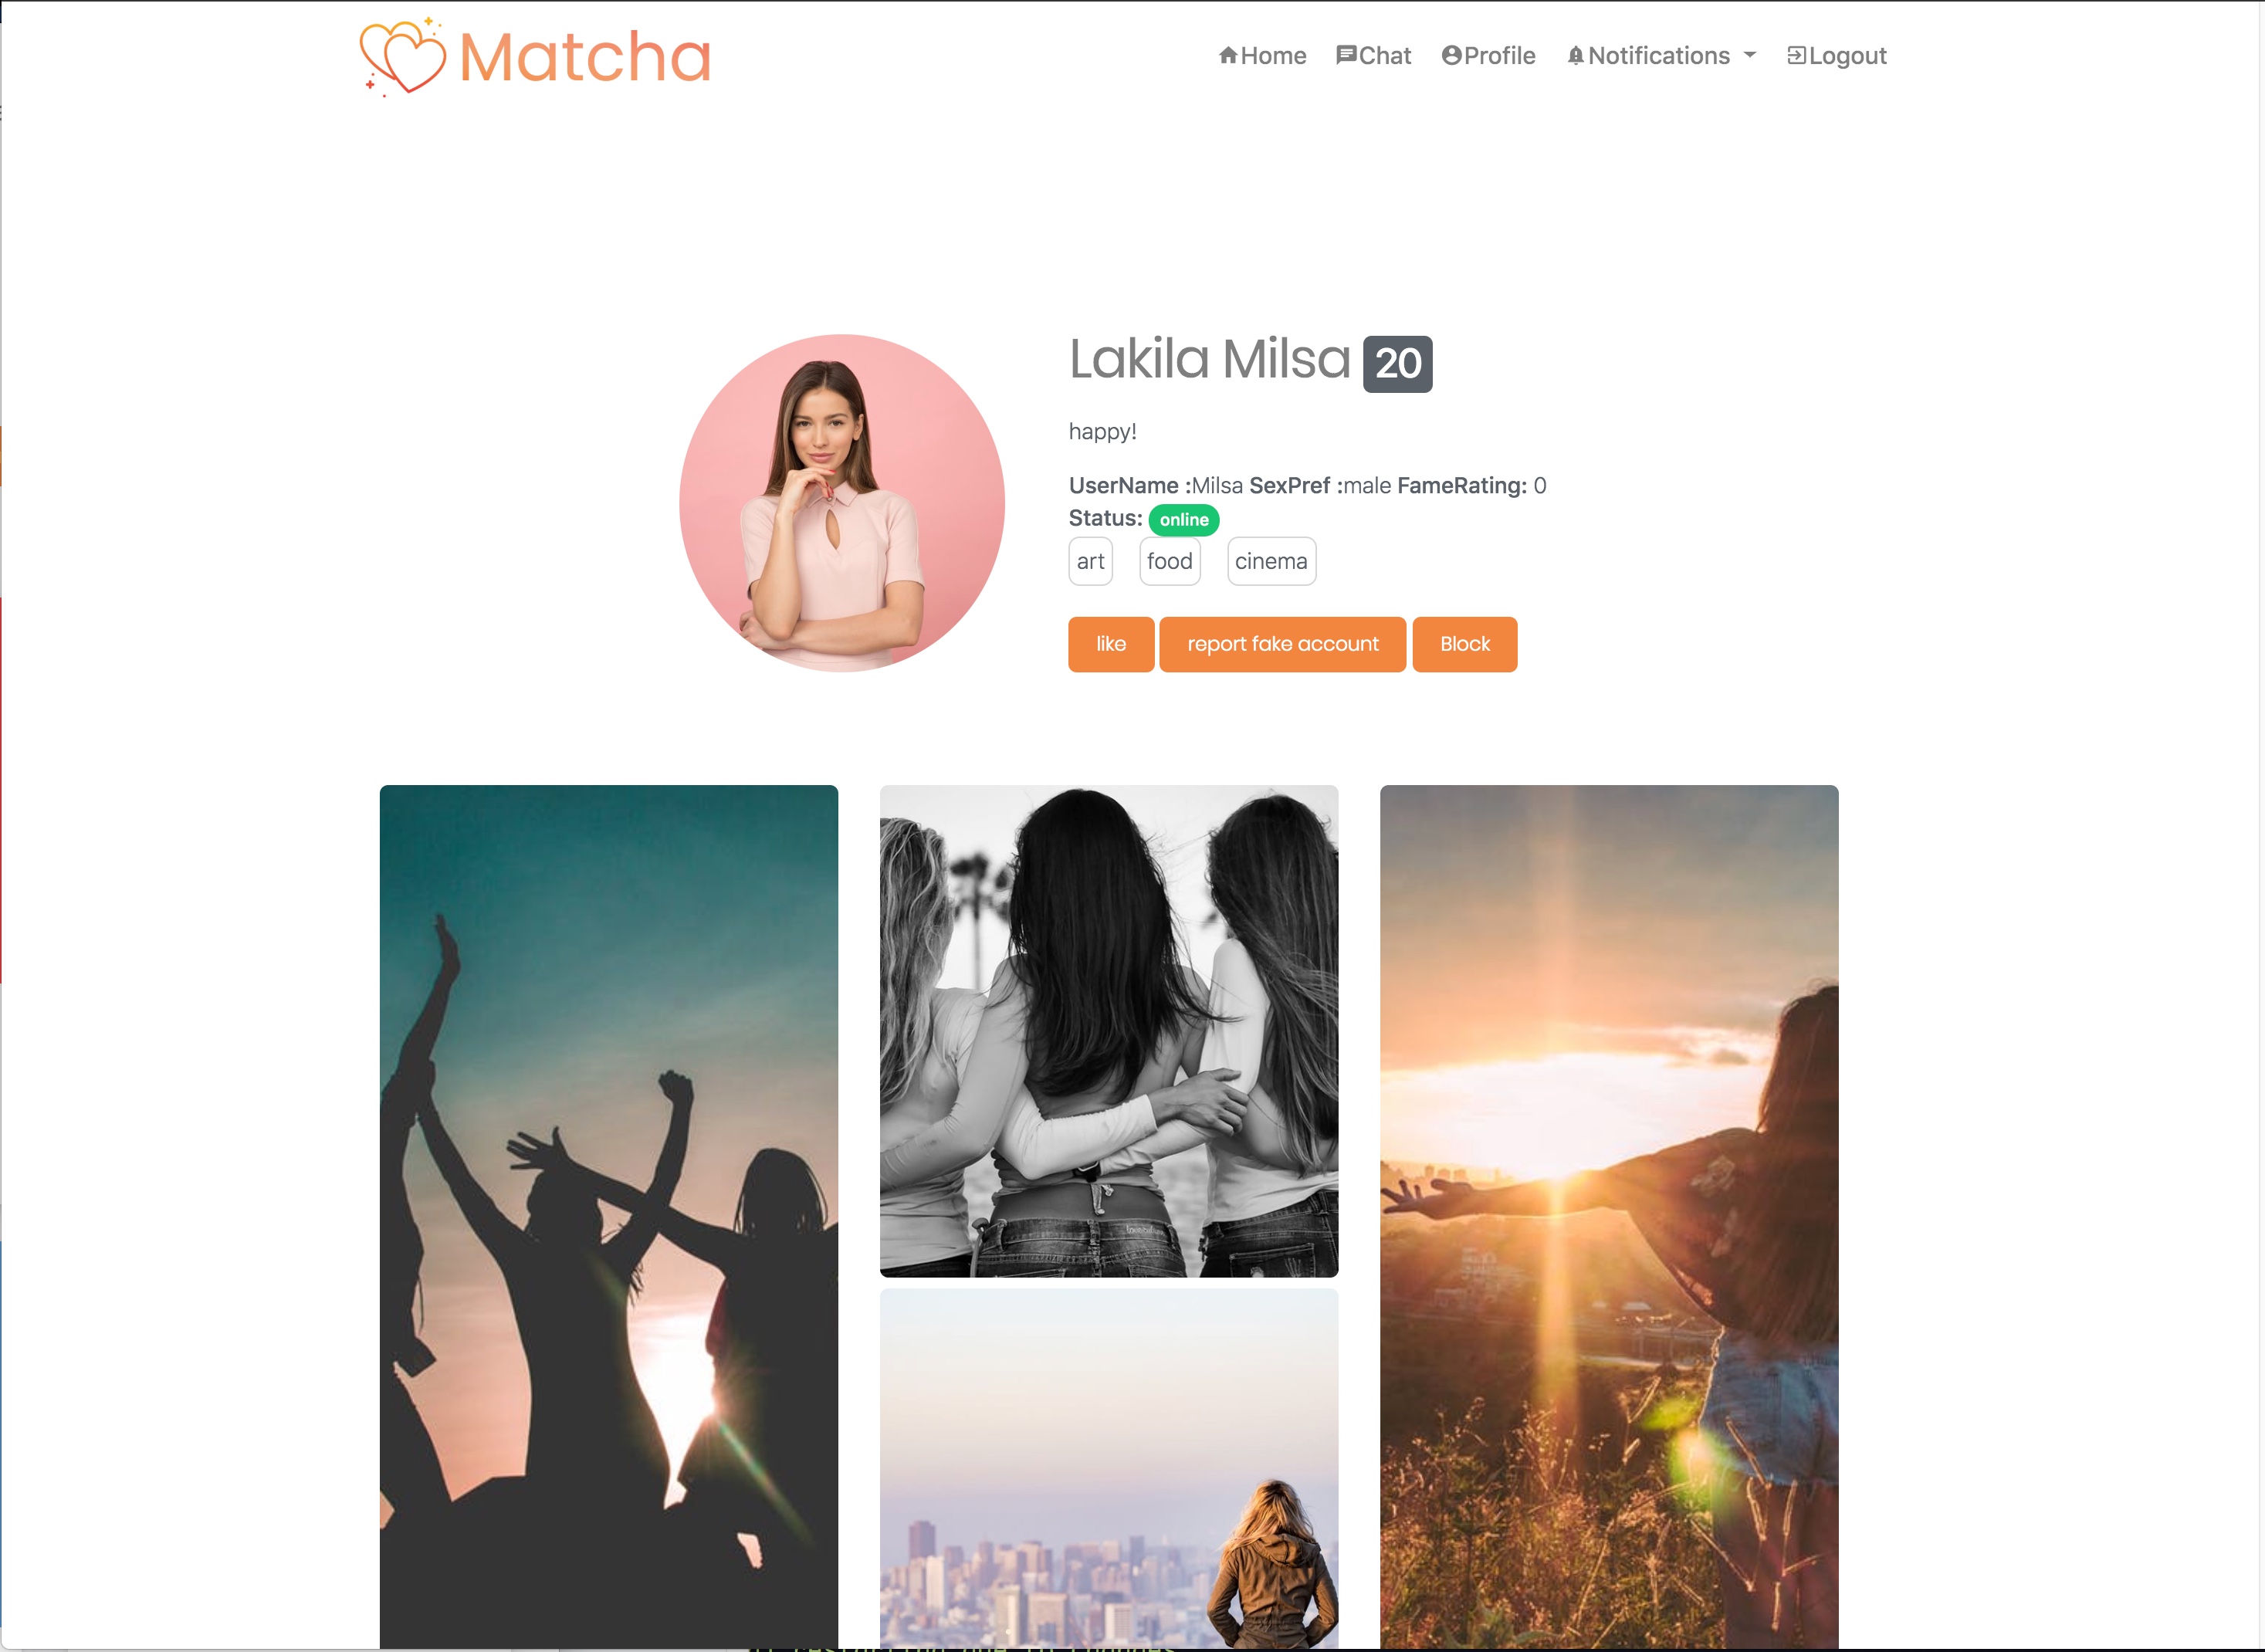 Matcha
Home Chat Profile Notifications Logout
Lakila Milsa 20
happy!
UserName :Milsa SexPref :male FameRating: 0
Status: online
art food cinema
like report fake account Block